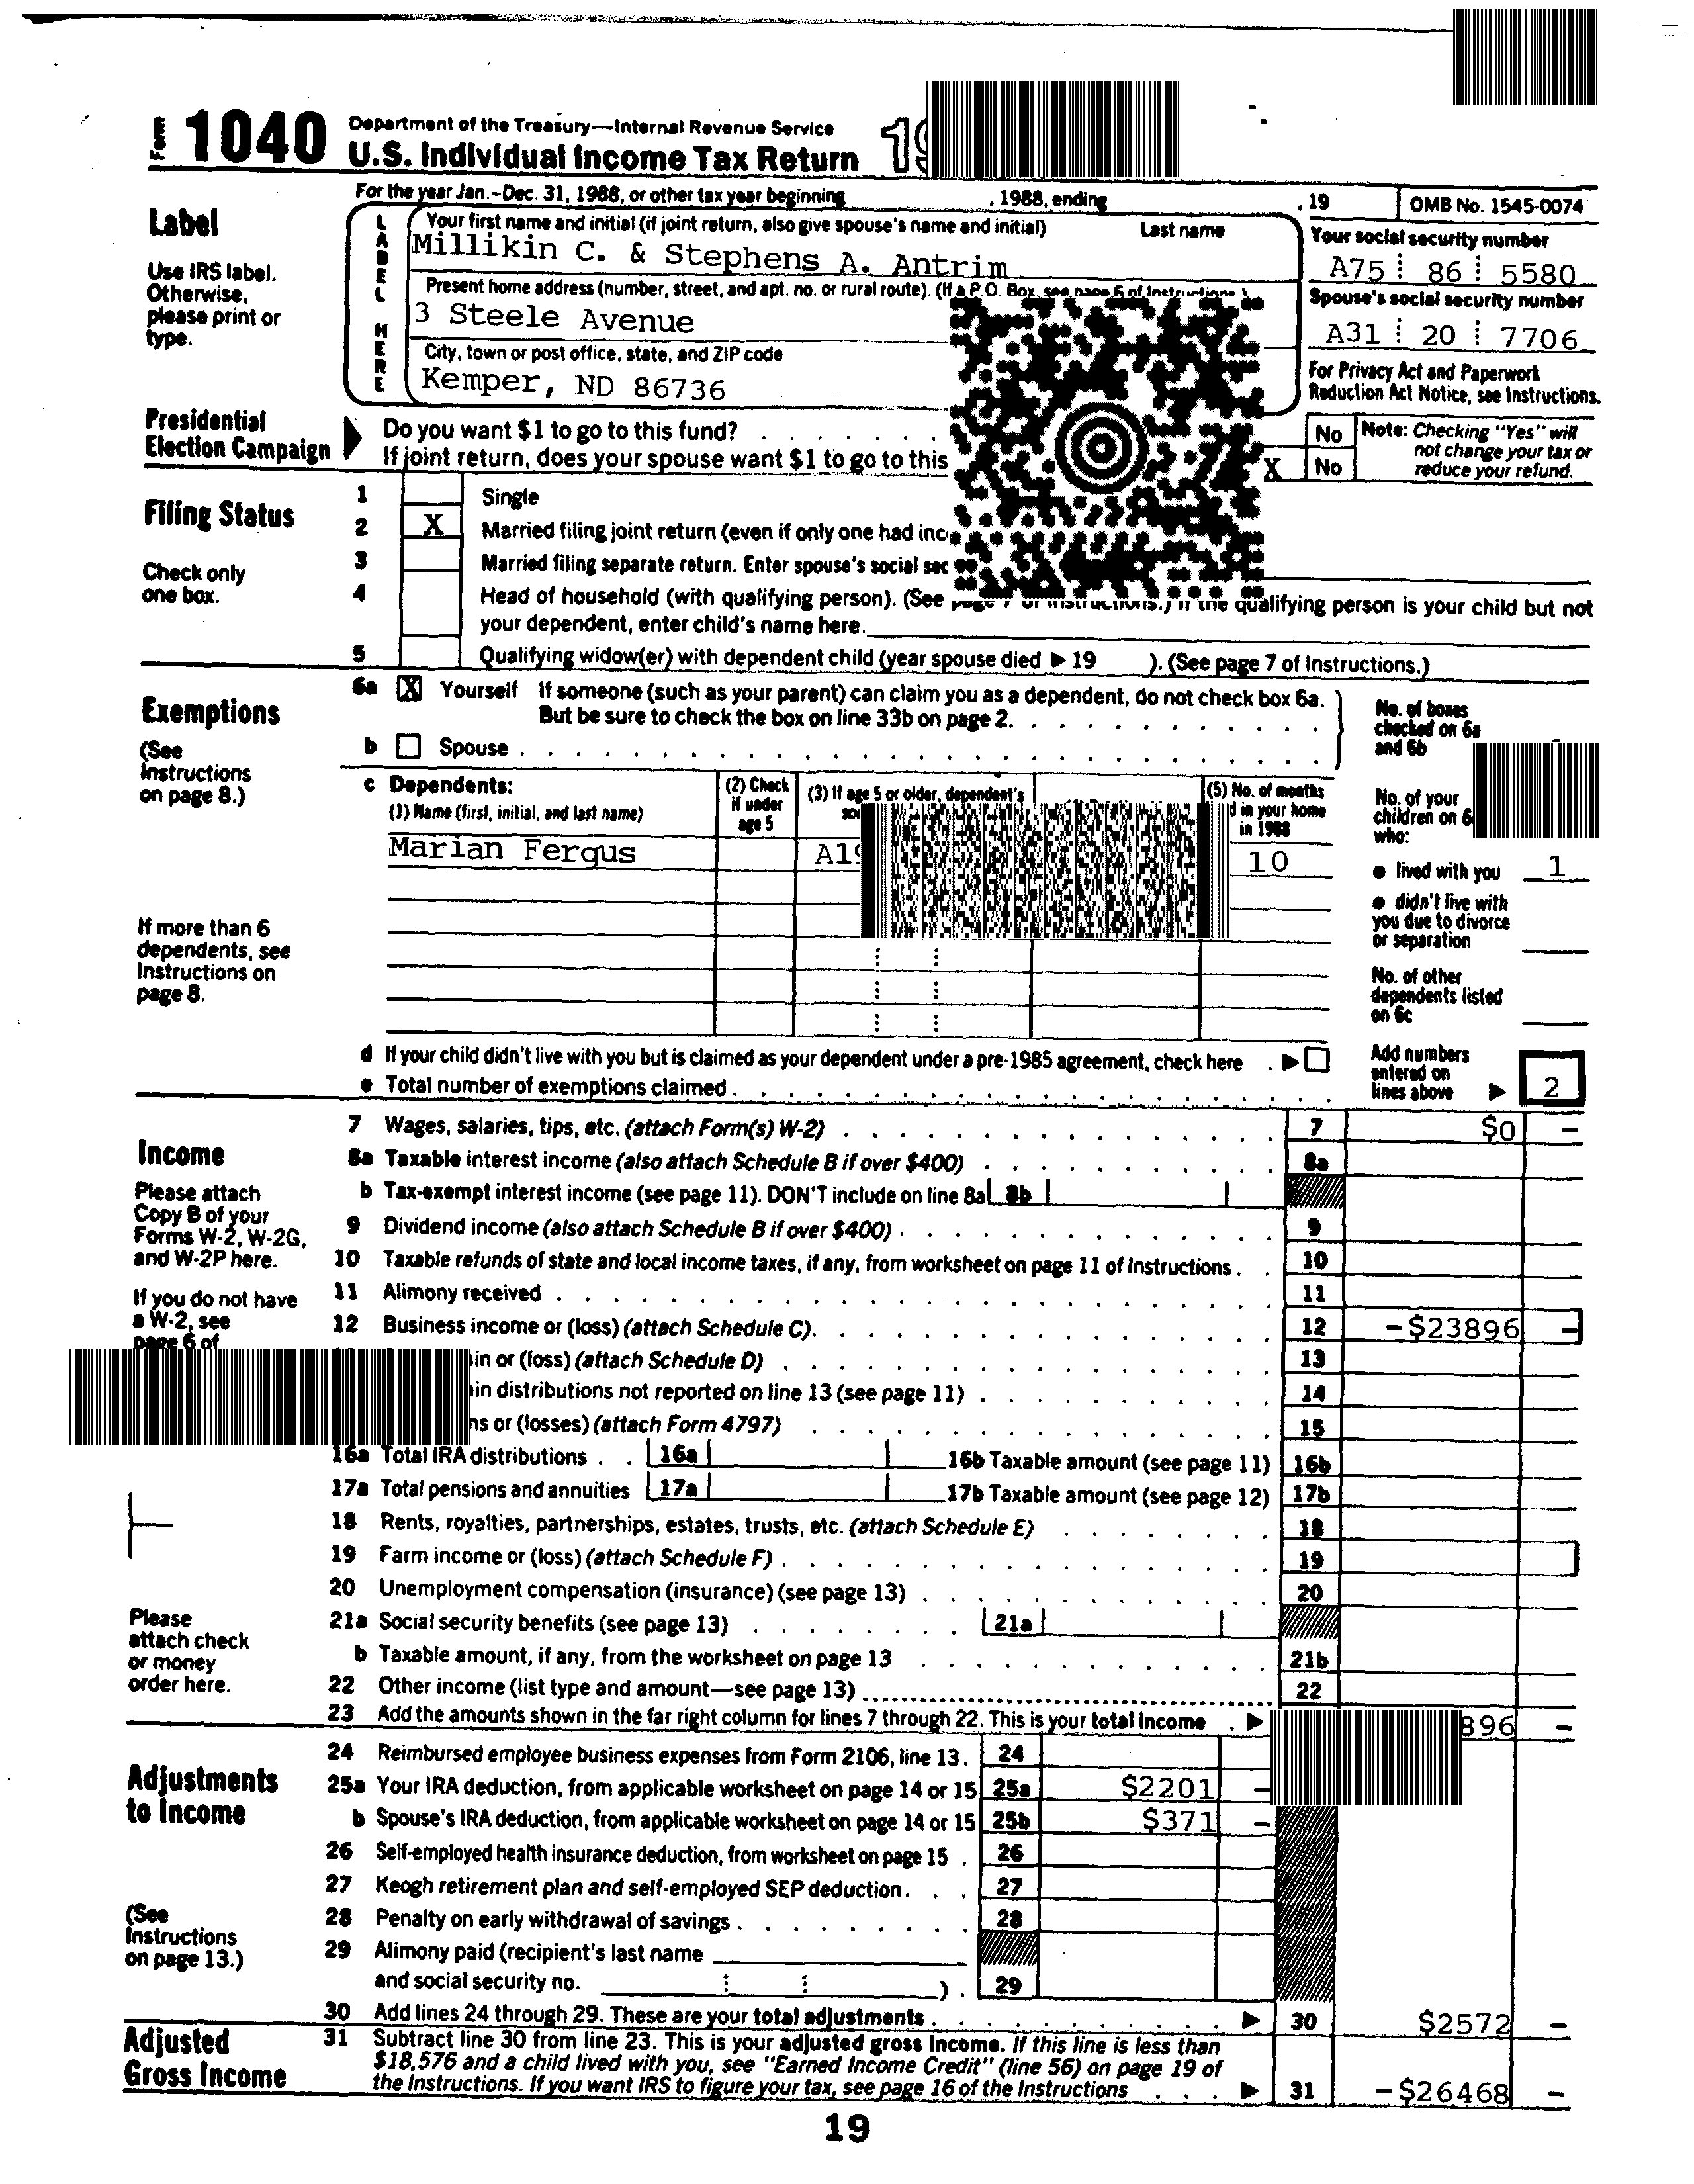 Form 1040 Department of the Treasury—Internal Revenue Service
U.S. Individual Income Tax Return
For the year Jan.-Dec. 31, 1988, or other tax year beginning , 1988, ending , 19 OMB No. 1545-0074
Label
Use IRS label.
Otherwise,
please print or
type.
LABEL HERE
Your first name and initial (if joint return, also give spouse's name and initial) Last name
Millikin C. & Stephens A. Antrim
Present home address (number, street, and apt. no. or rural route). (If a P.O. Box, see page 6 of Instructions.)
3 Steele Avenue
City, town or post office, state, and ZIP code
Kemper, ND 86736
Your social security number
A75 86 5580
Spouse's social security number
A31 20 7706
For Privacy Act and Paperwork
Reduction Act Notice, see Instructions.
Presidential
Election Campaign
Do you want $1 to go to this fund? No
If joint return, does your spouse want $1 to go to this X No
Note: Checking "Yes" will
not change your tax or
reduce your refund.
Filing Status
Check only
one box.
1 Single
2 X Married filing joint return (even if only one had
3 Married filing separate return. Enter spouse's social
4 Head of household (with qualifying person). (See page 7 of Instructions.) If the qualifying person is your child but not
your dependent, enter child's name here.
5 Qualifying widow(er) with dependent child (year spouse died ▶ 19 ). (See page 7 of Instructions.)
Exemptions
(See
Instructions
on page 8.)
If more than 6
dependents, see
Instructions on
page 8.
6a X Yourself If someone (such as your parent) can claim you as a dependent, do not check box 6a.
But be sure to check the box on line 33b on page 2.
b Spouse
No. of boxes
checked on 6a
and 6b
c Dependents:
(1) Name (first, initial, and last name)
(2) Check
if under
age 5
(3) If age 5 or older, dependent's
(5) No. of months
in your home
in 1988
Marian Fergus 10
No. of your
children on
who:
● lived with you 1
● didn't live with
you due to divorce
or separation
No. of other
dependents listed
on 6c
d If your child didn't live with you but is claimed as your dependent under a pre-1985 agreement, check here ▶
e Total number of exemptions claimed
Add numbers
entered on
lines above ▶ 2
Income
Please attach
Copy B of your
Forms W-2, W-2G,
and W-2P here.
If you do not have
a W-2, see
page 6 of
Please
attach check
or money
order here.
7 Wages, salaries, tips, etc. (attach Form(s) W-2) 7 $0 –
8a Taxable interest income (also attach Schedule B if over $400) 8a
b Tax-exempt interest income (see page 11). DON'T include on line 8a 8b
9 Dividend income (also attach Schedule B if over $400) 9
10 Taxable refunds of state and local income taxes, if any, from worksheet on page 11 of Instructions 10
11 Alimony received 11
12 Business income or (loss) (attach Schedule C) 12 -$23896 –
or (loss) (attach Schedule D) 13
distributions not reported on line 13 (see page 11) 14
or (losses) (attach Form 4797) 15
16a Total IRA distributions 16a 16b Taxable amount (see page 11) 16b
17a Total pensions and annuities 17a 17b Taxable amount (see page 12) 17b
18 Rents, royalties, partnerships, estates, trusts, etc. (attach Schedule E) 18
19 Farm income or (loss) (attach Schedule F) 19
20 Unemployment compensation (insurance) (see page 13) 20
21a Social security benefits (see page 13) 21a
b Taxable amount, if any, from the worksheet on page 13 21b
22 Other income (list type and amount—see page 13) 22
23 Add the amounts shown in the far right column for lines 7 through 22. This is your total income ▶ 896 –
Adjustments
to Income
(See
Instructions
on page 13.)
24 Reimbursed employee business expenses from Form 2106, line 13. 24
25a Your IRA deduction, from applicable worksheet on page 14 or 15 25a $2201 –
b Spouse's IRA deduction, from applicable worksheet on page 14 or 15 25b $371 –
26 Self-employed health insurance deduction, from worksheet on page 15 26
27 Keogh retirement plan and self-employed SEP deduction 27
28 Penalty on early withdrawal of savings 28
29 Alimony paid (recipient's last name
and social security no. ) 29
30 Add lines 24 through 29. These are your total adjustments ▶ 30 $2572 –
Adjusted
Gross Income
31 Subtract line 30 from line 23. This is your adjusted gross income. If this line is less than
$18,576 and a child lived with you, see "Earned Income Credit" (line 56) on page 19 of
the Instructions. If you want IRS to figure your tax, see page 16 of the Instructions ▶ 31 -$26468 –
19